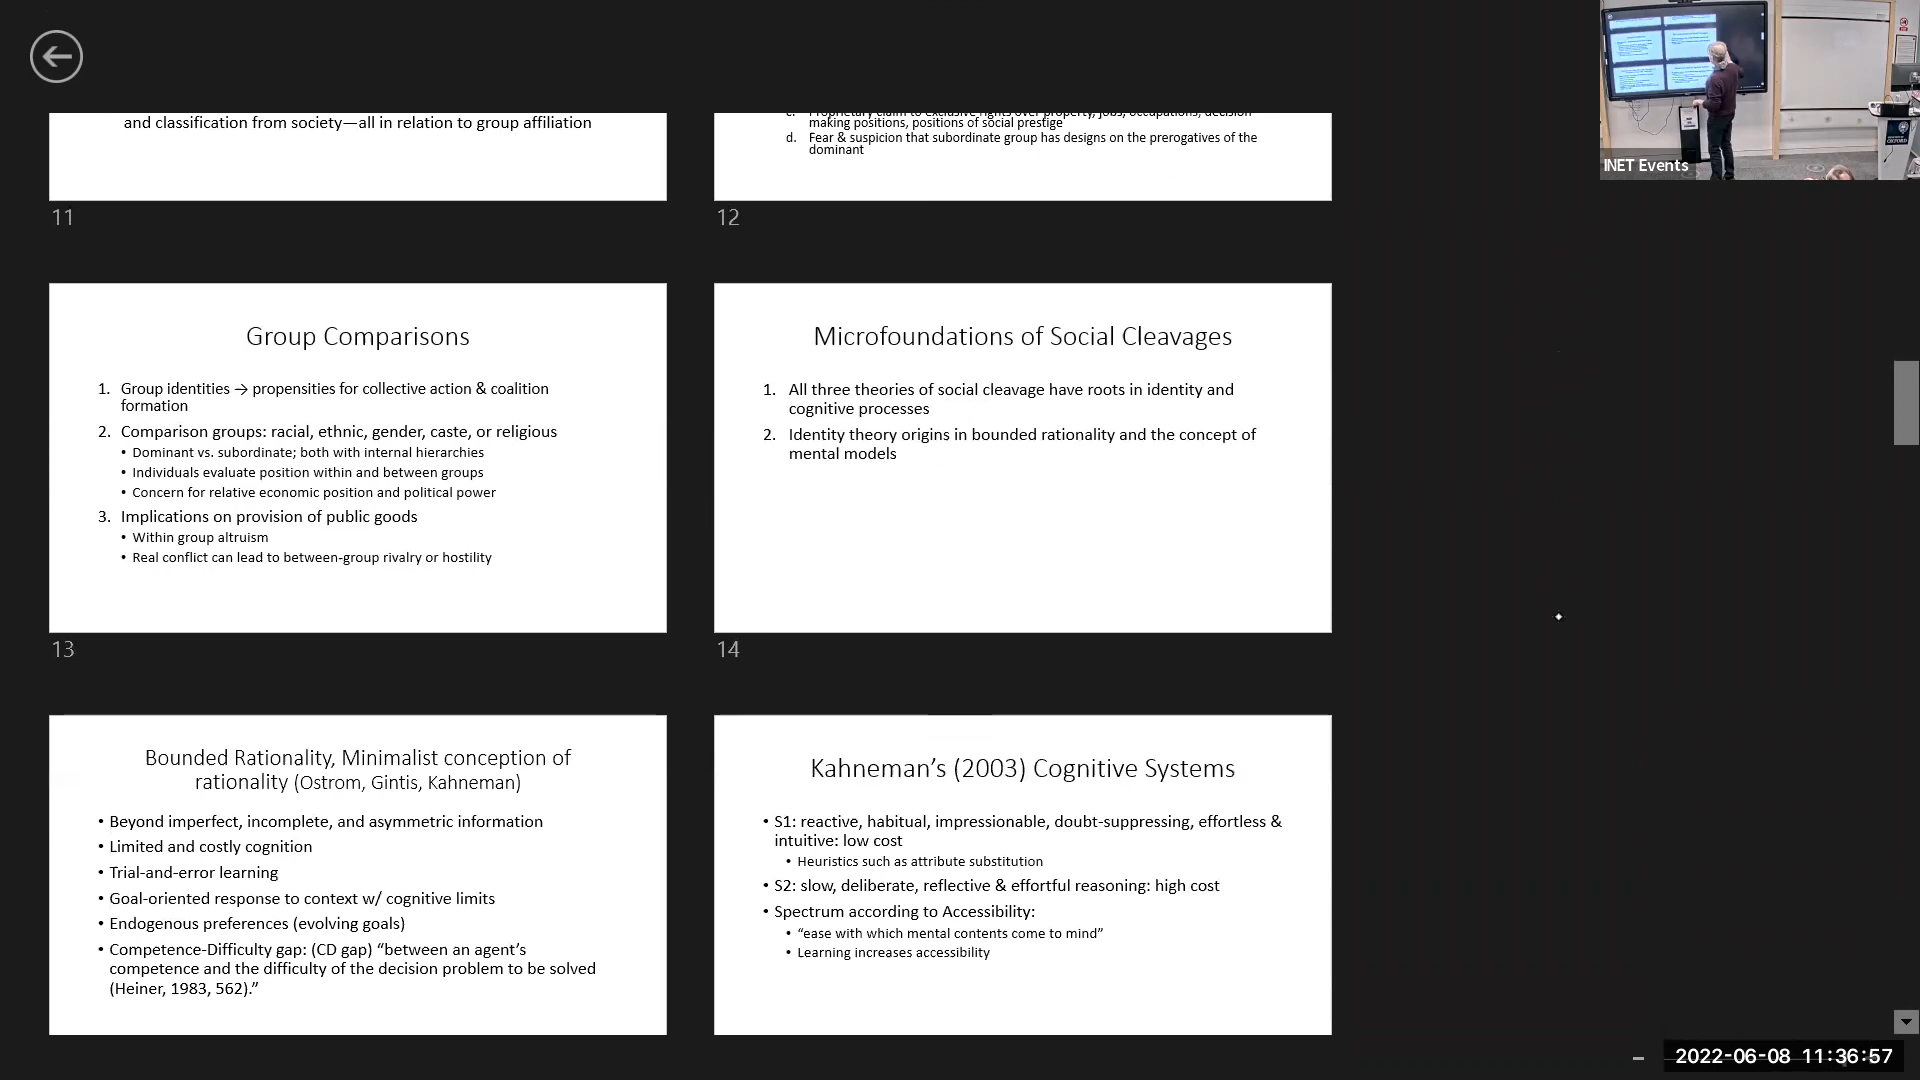 and classification from society—all in relation to group affiliation
11
c. Proprietary claim to exclusive rights over property, jobs, occupations, decision-
making positions, positions of social prestige
d. Fear & suspicion that subordinate group has designs on the prerogatives of the
dominant
12
INET Events
Group Comparisons
1. Group identities → propensities for collective action & coalition
formation
2. Comparison groups: racial, ethnic, gender, caste, or religious
• Dominant vs. subordinate; both with internal hierarchies
• Individuals evaluate position within and between groups
• Concern for relative economic position and political power
3. Implications on provision of public goods
• Within group altruism
• Real conflict can lead to between-group rivalry or hostility
13
Microfoundations of Social Cleavages
1. All three theories of social cleavage have roots in identity and
cognitive processes
2. Identity theory origins in bounded rationality and the concept of
mental models
14
Bounded Rationality, Minimalist conception of
rationality (Ostrom, Gintis, Kahneman)
• Beyond imperfect, incomplete, and asymmetric information
• Limited and costly cognition
• Trial-and-error learning
• Goal-oriented response to context w/ cognitive limits
• Endogenous preferences (evolving goals)
• Competence-Difficulty gap: (CD gap) “between an agent’s
competence and the difficulty of the decision problem to be solved
(Heiner, 1983, 562).”
Kahneman’s (2003) Cognitive Systems
• S1: reactive, habitual, impressionable, doubt-suppressing, effortless &
intuitive: low cost
• Heuristics such as attribute substitution
• S2: slow, deliberate, reflective & effortful reasoning: high cost
• Spectrum according to Accessibility:
• “ease with which mental contents come to mind”
• Learning increases accessibility
2022-06-08 11:36:57